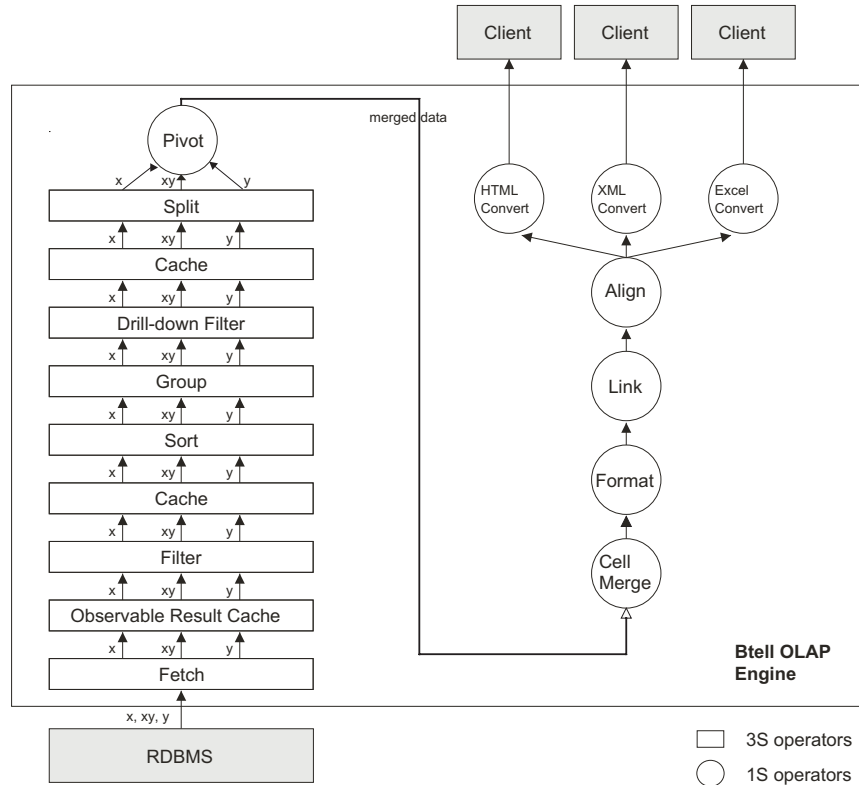 Client
Client
Client
merged data
Pivot
x
xy
y
Split
x
xy
y
Cache
x
xy
y
Drill-down Filter
x
xy
y
Group
x
xy
y
Sort
x
xy
y
Cache
x
xy
y
Filter
x
xy
y
Observable Result Cache
x
xy
y
Fetch
x, xy, y
RDBMS
HTML
Convert
XML
Convert
Excel
Convert
Align
Link
Format
Cell
Merge
Btell OLAP
Engine
3S operators
1S operators